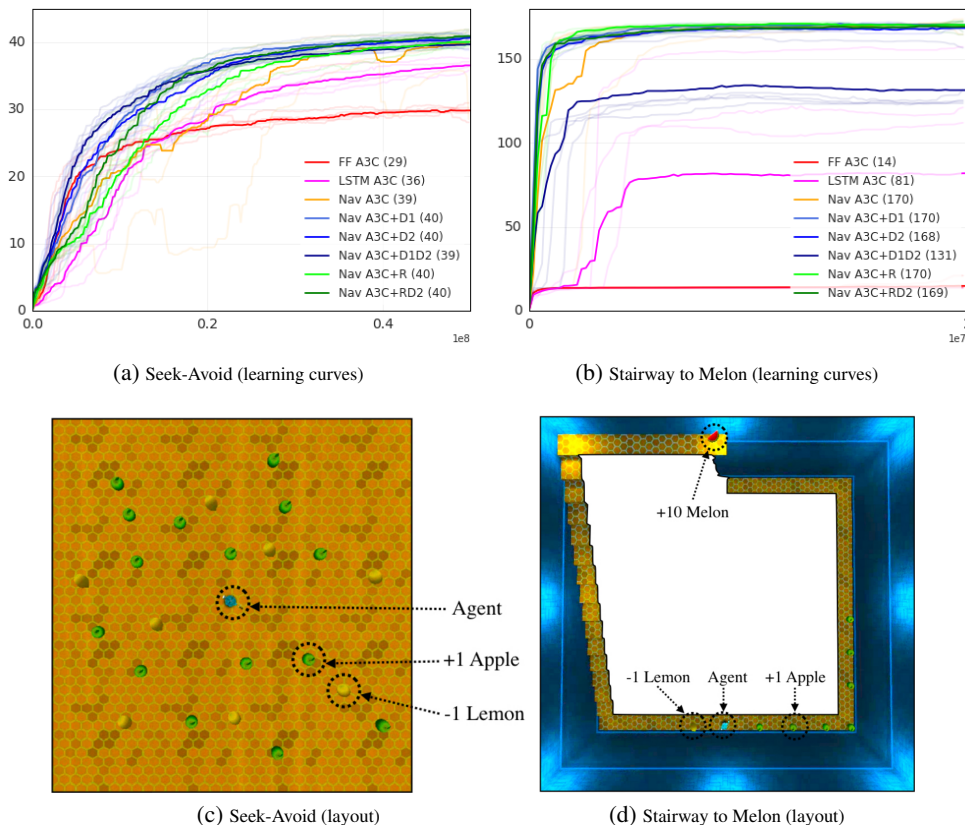 40
30
20
10
0
0.0
0.2
0.4
1e8
FF A3C (29)
LSTM A3C (36)
Nav A3C (39)
Nav A3C+D1 (40)
Nav A3C+D2 (40)
Nav A3C+D1D2 (39)
Nav A3C+R (40)
Nav A3C+RD2 (40)
(a) Seek-Avoid (learning curves)
150
100
50
0
0
1e7
FF A3C (14)
LSTM A3C (81)
Nav A3C (170)
Nav A3C+D1 (170)
Nav A3C+D2 (168)
Nav A3C+D1D2 (131)
Nav A3C+R (170)
Nav A3C+RD2 (169)
(b) Stairway to Melon (learning curves)
Agent
+1 Apple
-1 Lemon
(c) Seek-Avoid (layout)
+10 Melon
-1 Lemon
Agent
+1 Apple
(d) Stairway to Melon (layout)